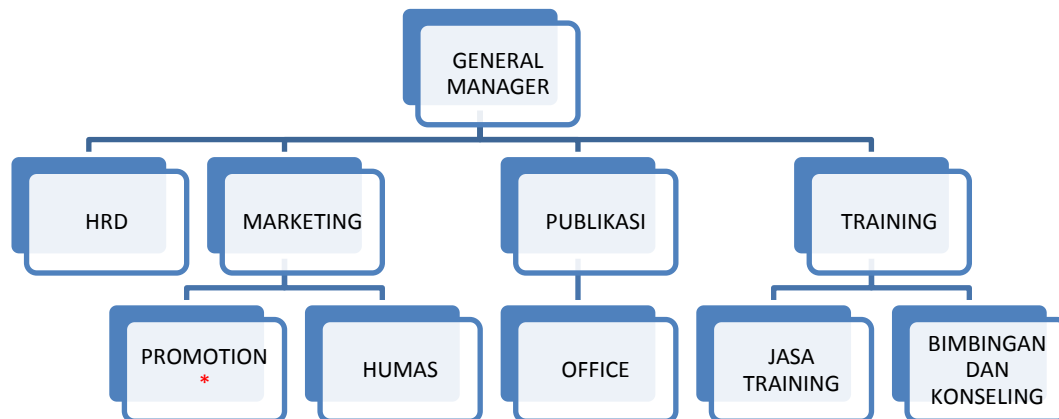 GENERAL
MANAGER
HRD
MARKETING
PUBLIKASI
TRAINING
PROMOTION
*
HUMAS
OFFICE
JASA
TRAINING
BIMBINGAN
DAN
KONSELING